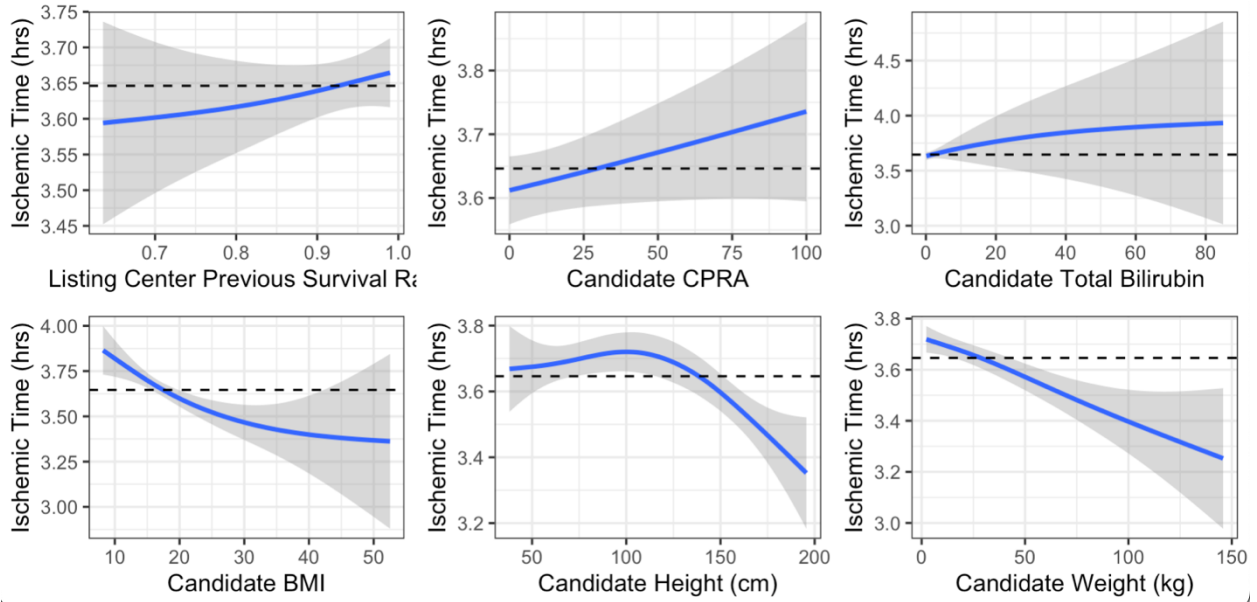 Ischemic Time (hrs)
3.75
3.70
3.65
3.60
3.55
3.50
3.45
0.7 0.8 0.9 1.0
Listing Center Previous Survival Ra
Ischemic Time (hrs)
3.8
3.7
3.6
0 25 50 75 100
Candidate CPRA
Ischemic Time (hrs)
4.5
4.0
3.5
3.0
0 20 40 60 80
Candidate Total Bilirubin
Ischemic Time (hrs)
4.00
3.75
3.50
3.25
3.00
10 20 30 40 50
Candidate BMI
Ischemic Time (hrs)
3.8
3.6
3.4
3.2
50 100 150 200
Candidate Height (cm)
Ischemic Time (hrs)
3.8
3.6
3.4
3.2
3.0
0 50 100 150
Candidate Weight (kg)